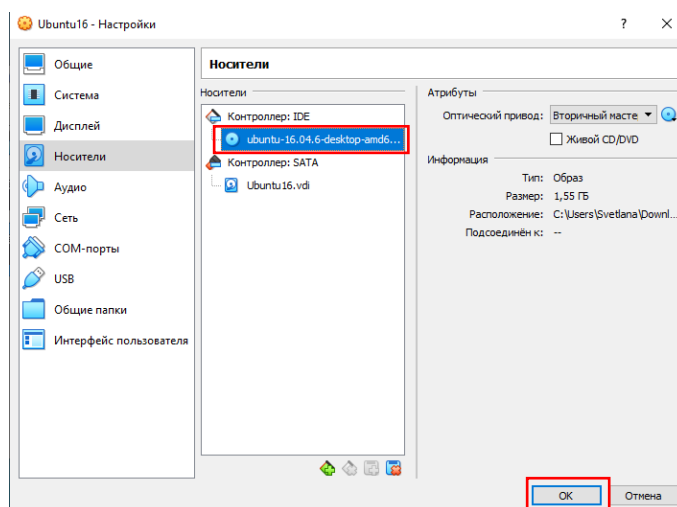 Ubuntu16 - Настройки
?
Общие
Система
Дисплей
Носители
Аудио
Сеть
COM-порты
USB
Общие папки
Интерфейс пользователя
Носители
Носители
Контроллер: IDE
ubuntu-16.04.6-desktop-amd6...
Контроллер: SATA
Ubuntu16.vdi
Атрибуты
Оптический привод: Вторичный масте
Живой CD/DVD
Информация
Тип: Образ
Размер: 1,55 ГБ
Расположение: C:\Users\Svetlana\Downl...
Подсоединён к: --
OK
Отмена